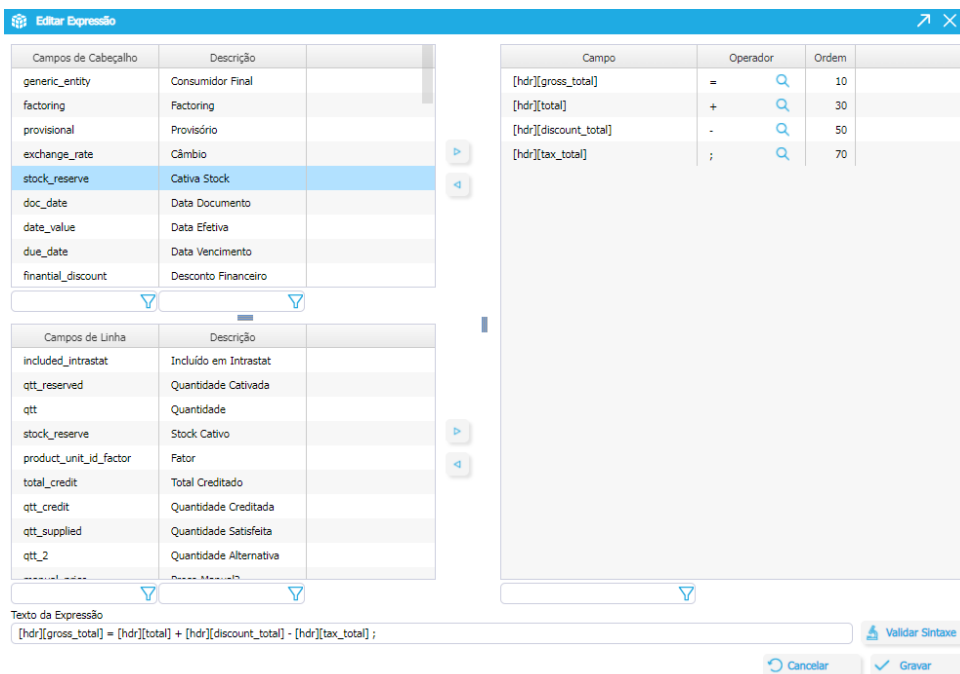 Editar Expressão
Campos de Cabeçalho Descrição
generic_entity Consumidor Final
factoring Factoring
provisional Provisório
exchange_rate Câmbio
stock_reserve Cativa Stock
doc_date Data Documento
date_value Data Efetiva
due_date Data Vencimento
finantial_discount Desconto Financeiro
Campos de Linha Descrição
included_intrastat Incluído em Intrastat
qtt_reserved Quantidade Cativada
qtt Quantidade
stock_reserve Stock Cativo
product_unit_id_factor Fator
total_credit Total Creditado
qtt_credit Quantidade Creditada
qtt_supplied Quantidade Satisfeita
qtt_2 Quantidade Alternativa
Campo Operador Ordem
[hdr][gross_total] = 10
[hdr][total] + 30
[hdr][discount_total] - 50
[hdr][tax_total] ; 70
Texto da Expressão
[hdr][gross_total] = [hdr][total] + [hdr][discount_total] - [hdr][tax_total] ;
Validar Sintaxe
Cancelar Gravar